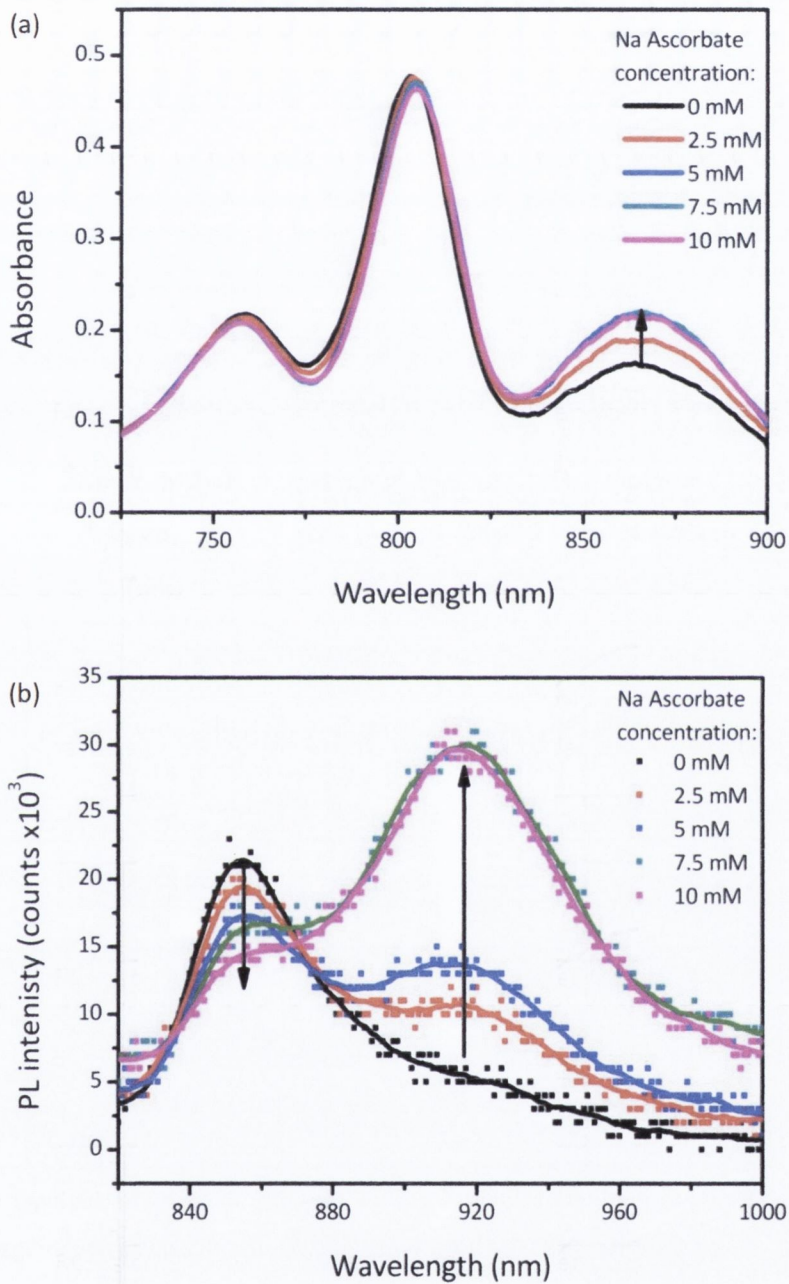 (a)
0.5
0.4
0.3
0.2
0.1
0.0
Absorbance
750
800
850
900
Wavelength (nm)
Na Ascorbate
concentration:
0 mM
2.5 mM
5 mM
7.5 mM
10 mM
(b)
35
30
25
20
15
10
5
0
PL intenisty (counts x10³)
840
880
920
960
1000
Wavelength (nm)
Na Ascorbate
concentration:
0 mM
2.5 mM
5 mM
7.5 mM
10 mM